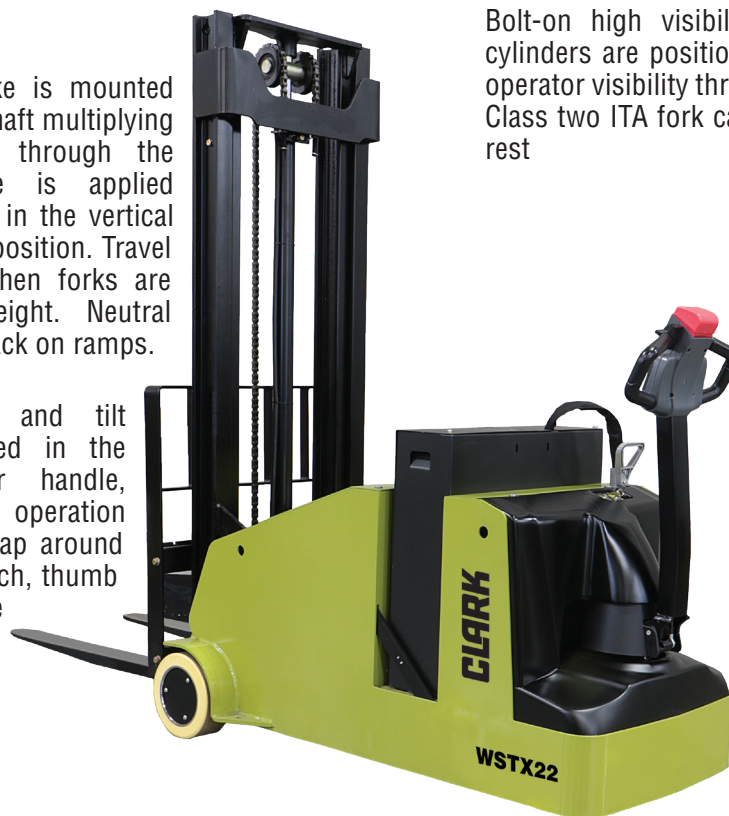 ke is mounted
haft multiplying
through the
e is applied
in the vertical
position. Travel
hen forks are
eight. Neutral
ack on ramps.
and tilt
ed in the
r handle,
operation
ap around
ch, thumb
e
Bolt-on high visibil
cylinders are position
operator visibility thr
Class two ITA fork ca
rest
CLARK
WSTX22